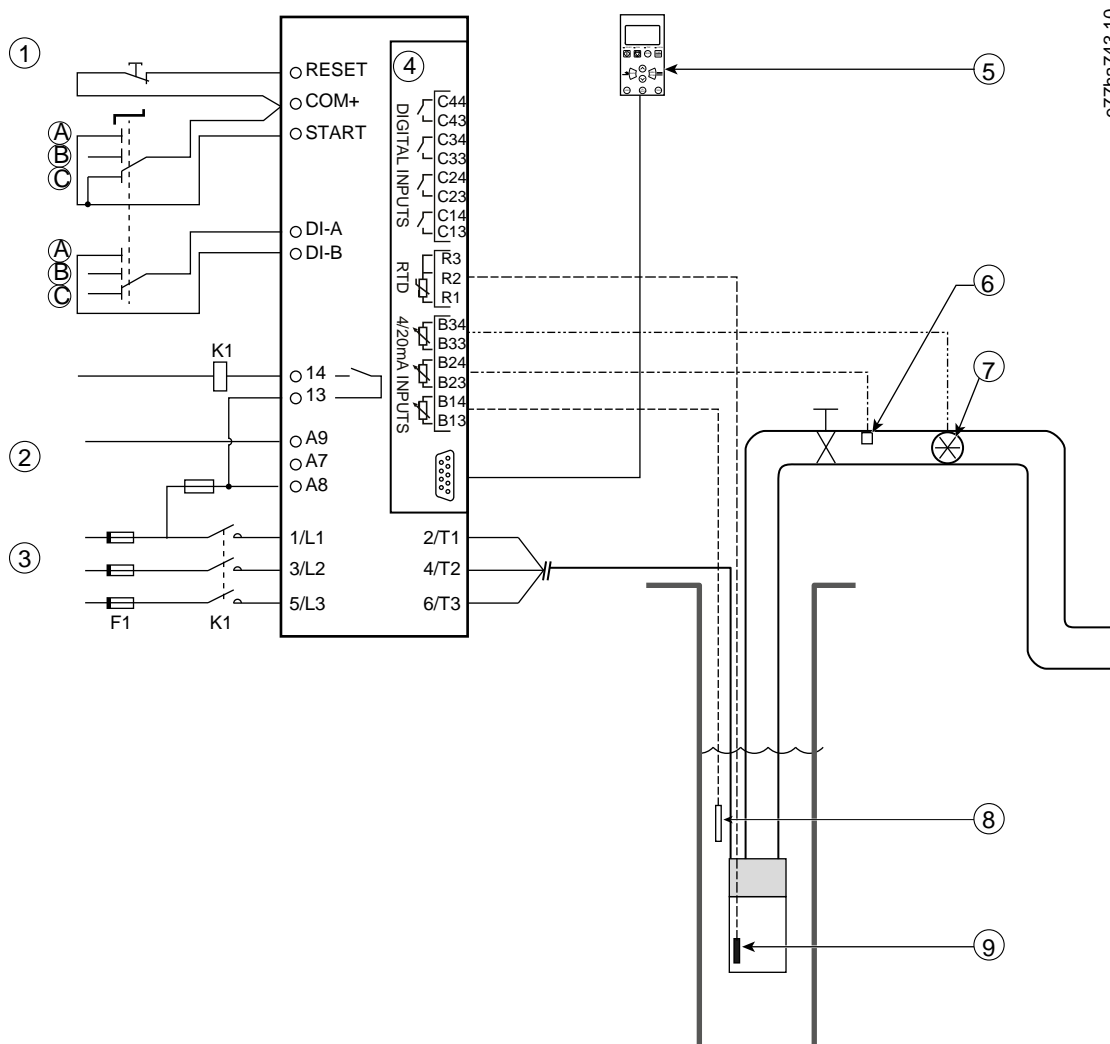 1
RESET
COM+
START
A
B
C
DI-A
DI-B
A
B
C
K1
14
13
2
A9
A7
A8
3
1/L1
3/L2
5/L3
F1
K1
2/T1
4/T2
6/T3
4
DIGITAL INPUTS
C44
C43
C34
C33
C24
C23
C14
C13
RTD
R3
R2
R1
4/20mA INPUTS
B34
B33
B24
B23
B14
B13
5
6
7
8
9